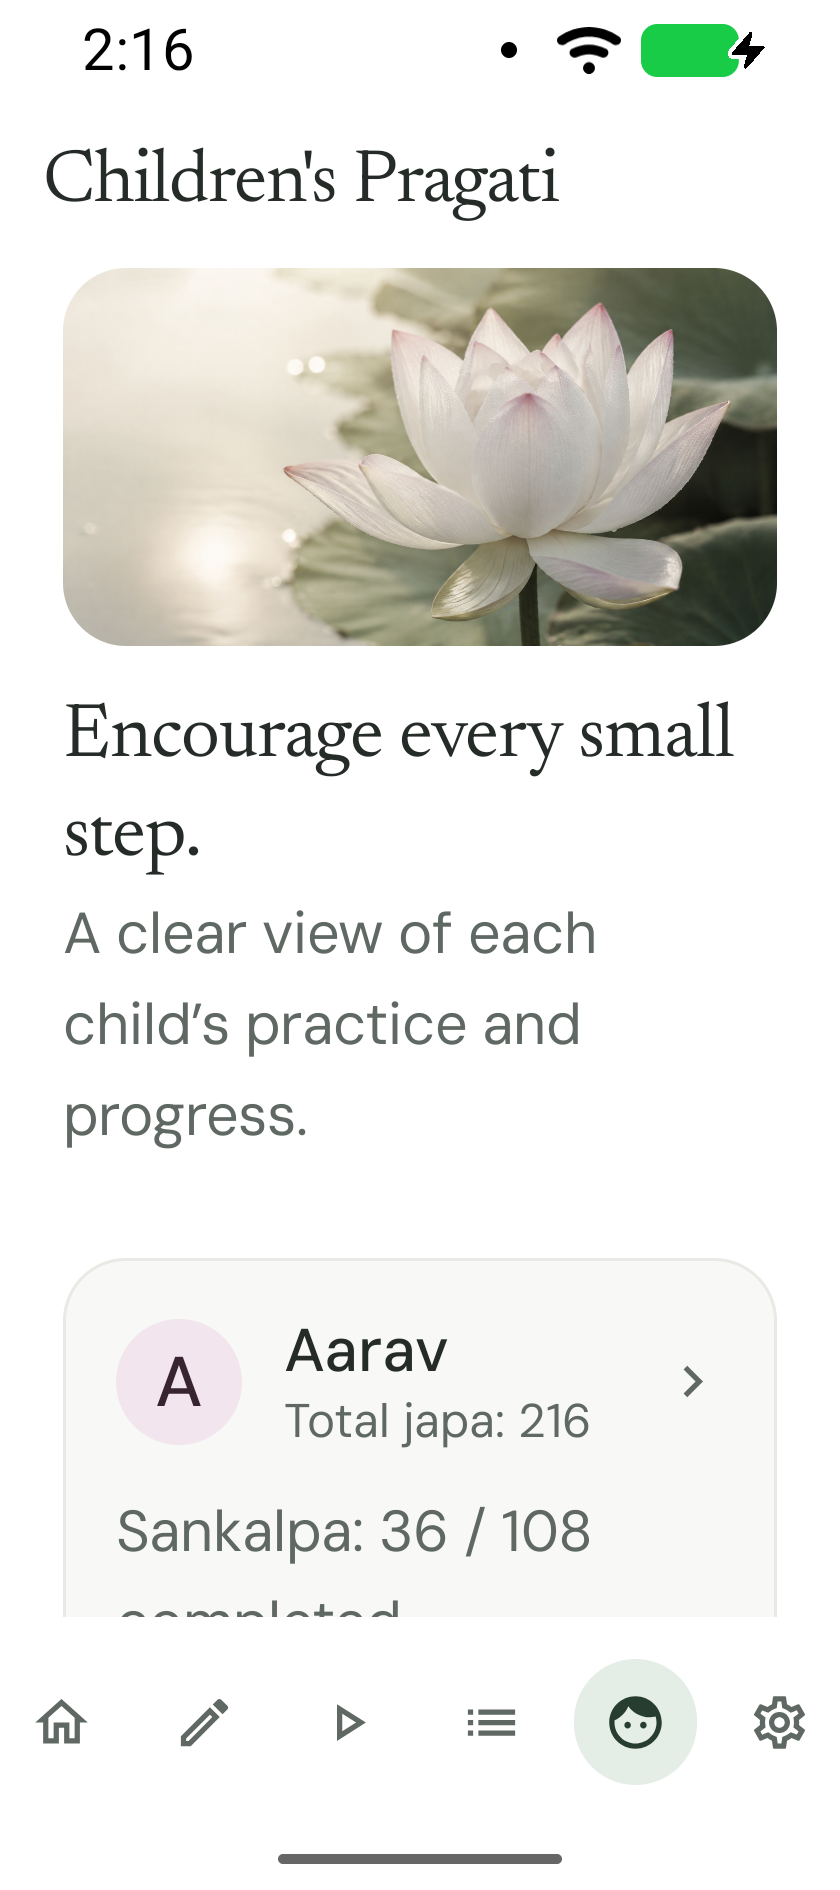 2:16
Children's Pragati
Encourage every small
step.
A clear view of each
child’s practice and
progress.
A
Aarav
Total japa: 216
Sankalpa: 36 / 108
completed